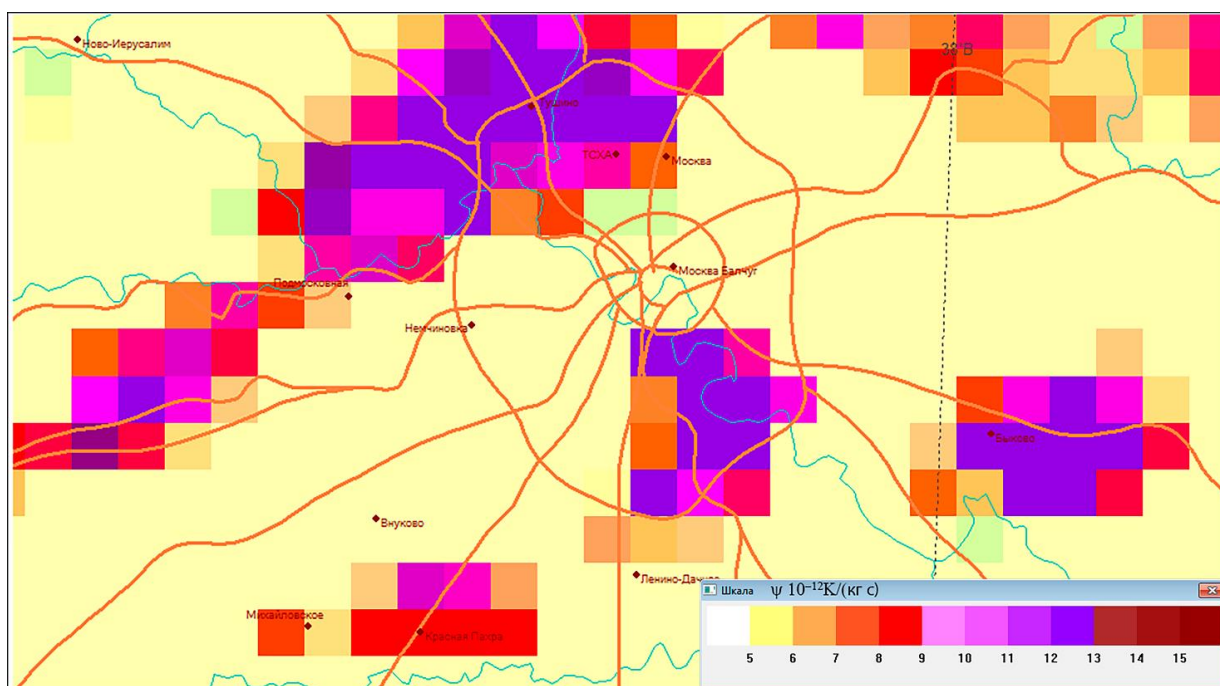 Ново-Иерусалим
38°В
Тушино
ТСХА
Москва
Москва Балчуг
Подмосковная
Немчиновка
Быково
Внуково
Ленино-Дачное
Михайловское
Красная Пахра
Шкала ψ 10⁻¹²К/(кг с)
5 6 7 8 9 10 11 12 13 14 15